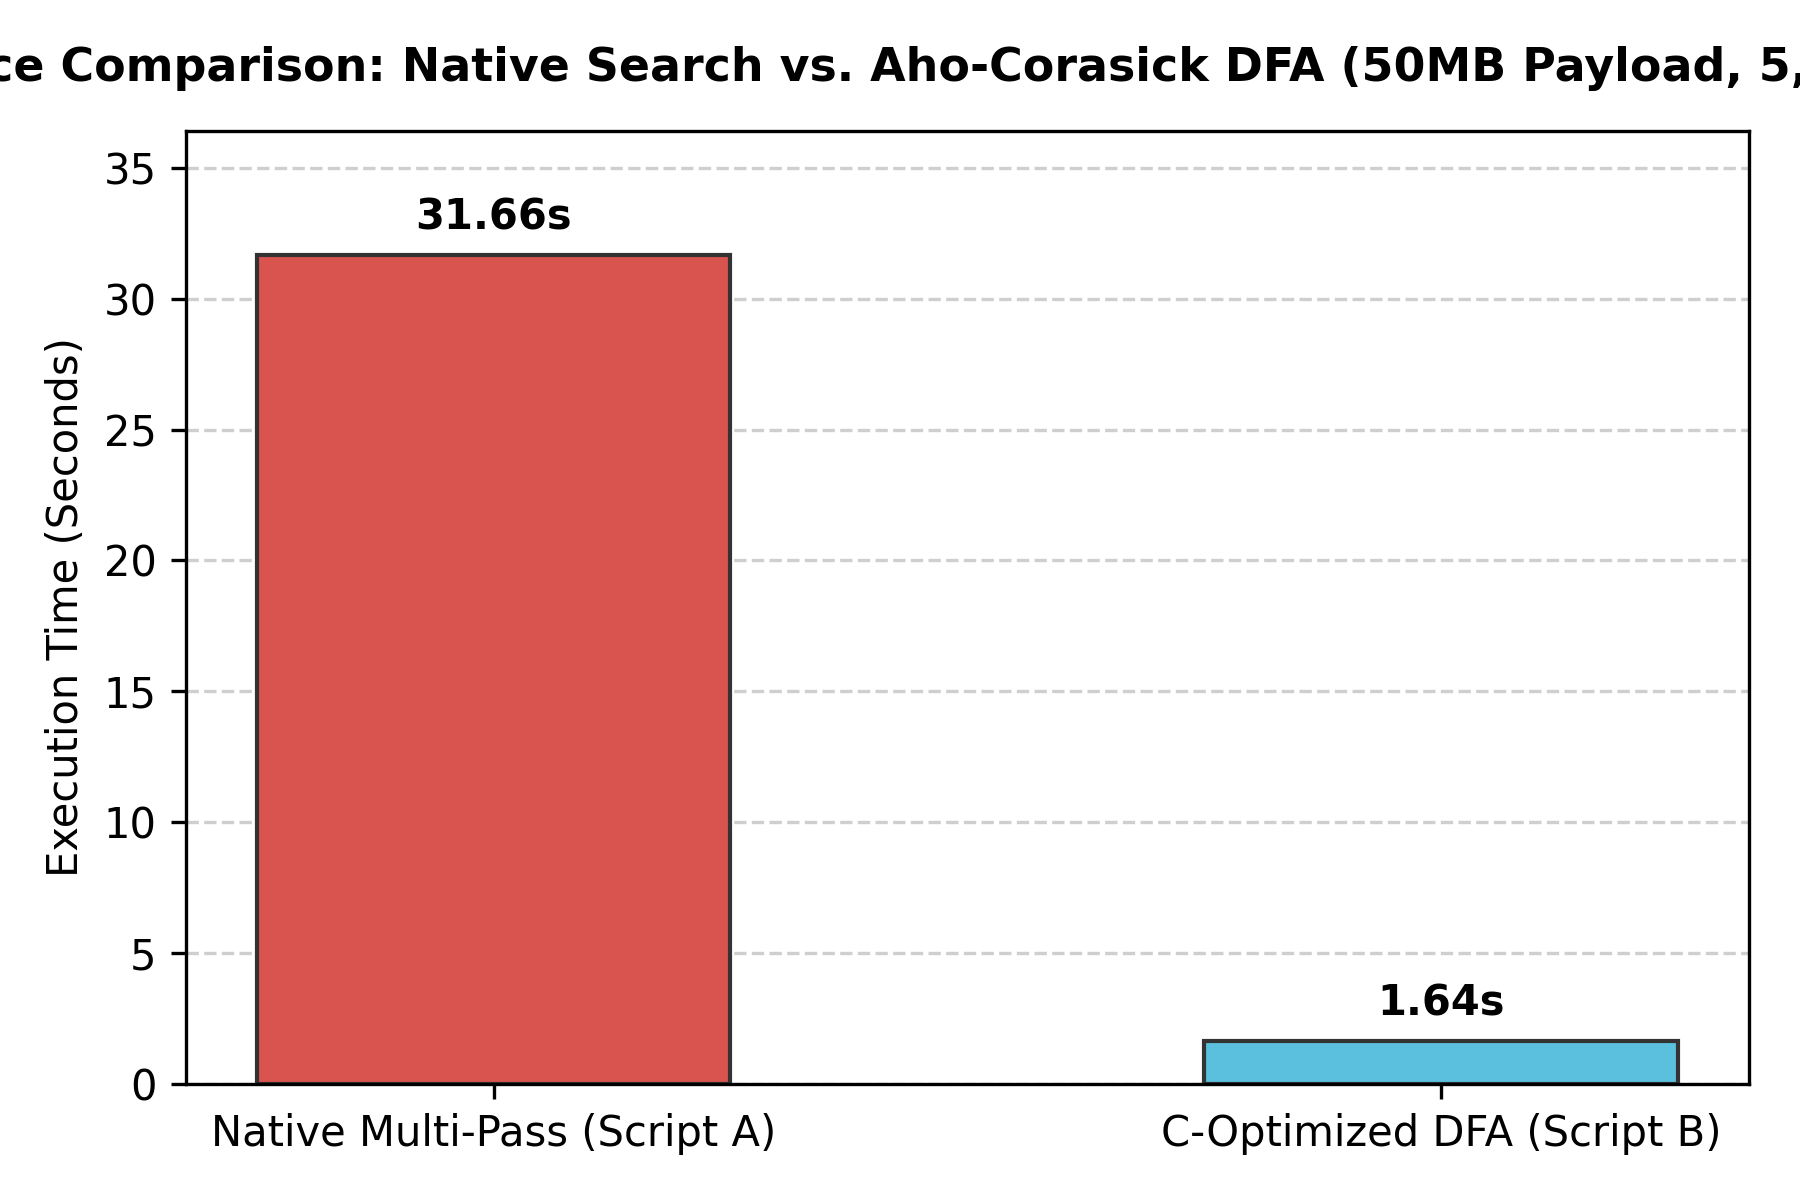 ce Comparison: Native Search vs. Aho-Corasick DFA (50MB Payload, 5,
35
31.66s
30
25
20
15
10
5
1.64s
0
Execution Time (Seconds)
Native Multi-Pass (Script A)
C-Optimized DFA (Script B)